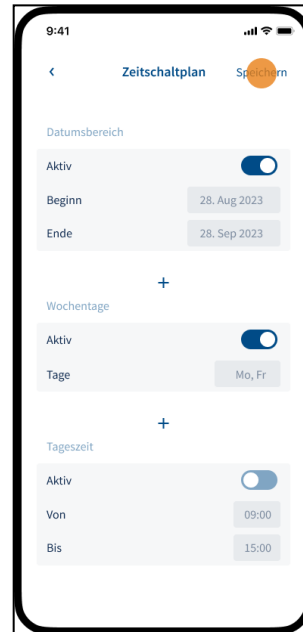 9:41
Zeitschaltplan Speichern
Datumsbereich
Aktiv
Beginn 28. Aug 2023
Ende 28. Sep 2023
+
Wochentage
Aktiv
Tage Mo, Fr
+
Tageszeit
Aktiv
Von 09:00
Bis 15:00